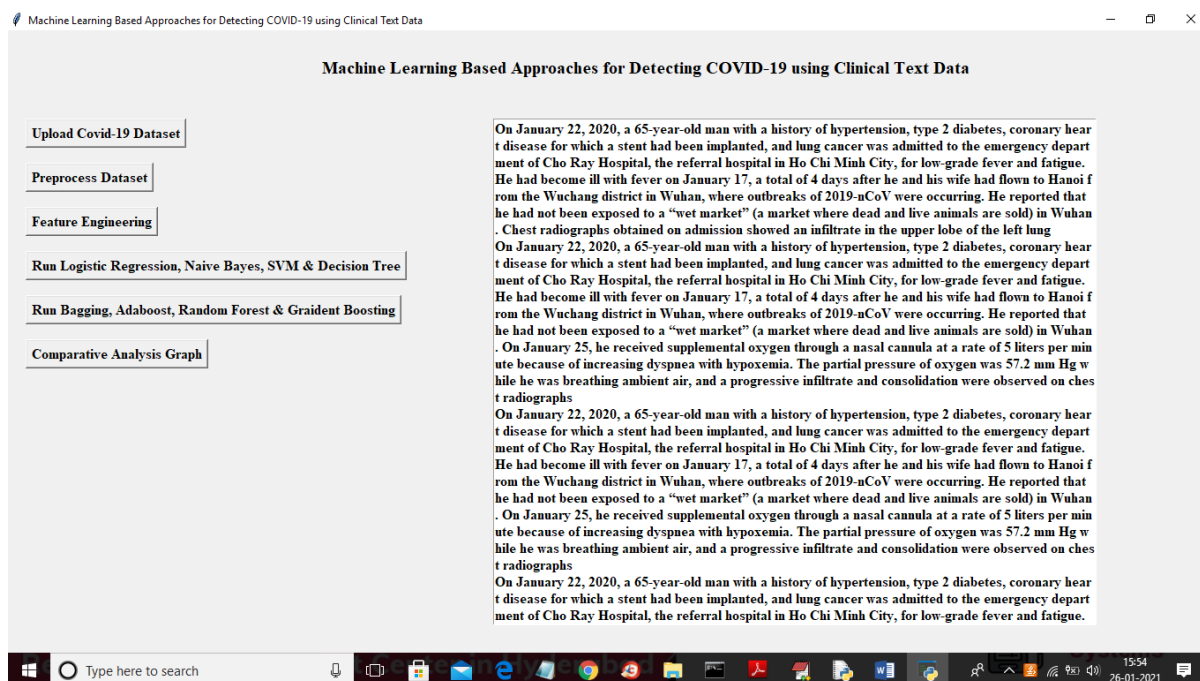 Machine Learning Based Approaches for Detecting COVID-19 using Clinical Text Data
Machine Learning Based Approaches for Detecting COVID-19 using Clinical Text Data
Upload Covid-19 Dataset
Preprocess Dataset
Feature Engineering
Run Logistic Regression, Naive Bayes, SVM & Decision Tree
Run Bagging, Adaboost, Random Forest & Graident Boosting
Comparative Analysis Graph
On January 22, 2020, a 65-year-old man with a history of hypertension, type 2 diabetes, coronary hear
t disease for which a stent had been implanted, and lung cancer was admitted to the emergency depart
ment of Cho Ray Hospital, the referral hospital in Ho Chi Minh City, for low-grade fever and fatigue.
He had become ill with fever on January 17, a total of 4 days after he and his wife had flown to Hanoi f
rom the Wuchang district in Wuhan, where outbreaks of 2019-nCoV were occurring. He reported that
he had not been exposed to a “wet market” (a market where dead and live animals are sold) in Wuhan
. Chest radiographs obtained on admission showed an infiltrate in the upper lobe of the left lung
On January 22, 2020, a 65-year-old man with a history of hypertension, type 2 diabetes, coronary hear
t disease for which a stent had been implanted, and lung cancer was admitted to the emergency depart
ment of Cho Ray Hospital, the referral hospital in Ho Chi Minh City, for low-grade fever and fatigue.
He had become ill with fever on January 17, a total of 4 days after he and his wife had flown to Hanoi f
rom the Wuchang district in Wuhan, where outbreaks of 2019-nCoV were occurring. He reported that
he had not been exposed to a “wet market” (a market where dead and live animals are sold) in Wuhan
. On January 25, he received supplemental oxygen through a nasal cannula at a rate of 5 liters per min
ute because of increasing dyspnea with hypoxemia. The partial pressure of oxygen was 57.2 mm Hg w
hile he was breathing ambient air, and a progressive infiltrate and consolidation were observed on ches
t radiographs
On January 22, 2020, a 65-year-old man with a history of hypertension, type 2 diabetes, coronary hear
t disease for which a stent had been implanted, and lung cancer was admitted to the emergency depart
ment of Cho Ray Hospital, the referral hospital in Ho Chi Minh City, for low-grade fever and fatigue.
He had become ill with fever on January 17, a total of 4 days after he and his wife had flown to Hanoi f
rom the Wuchang district in Wuhan, where outbreaks of 2019-nCoV were occurring. He reported that
he had not been exposed to a “wet market” (a market where dead and live animals are sold) in Wuhan
. On January 25, he received supplemental oxygen through a nasal cannula at a rate of 5 liters per min
ute because of increasing dyspnea with hypoxemia. The partial pressure of oxygen was 57.2 mm Hg w
hile he was breathing ambient air, and a progressive infiltrate and consolidation were observed on ches
t radiographs
On January 22, 2020, a 65-year-old man with a history of hypertension, type 2 diabetes, coronary hear
t disease for which a stent had been implanted, and lung cancer was admitted to the emergency depart
ment of Cho Ray Hospital, the referral hospital in Ho Chi Minh City, for low-grade fever and fatigue.
Type here to search
15:54
26-01-2021